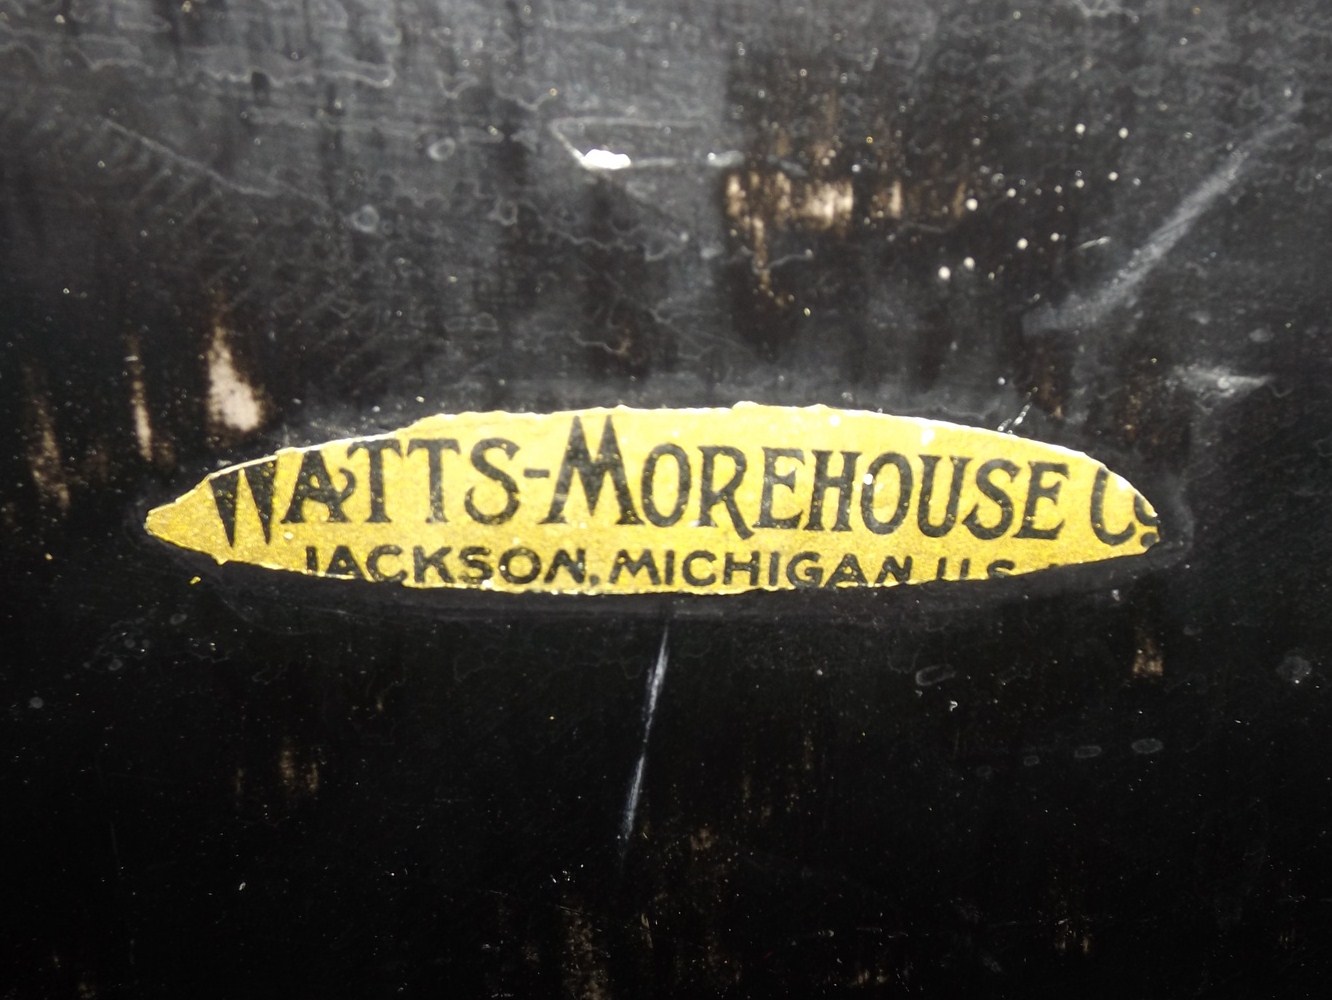 WATTS-MOREHOUSE Co.
JACKSON, MICHIGAN, U.S.